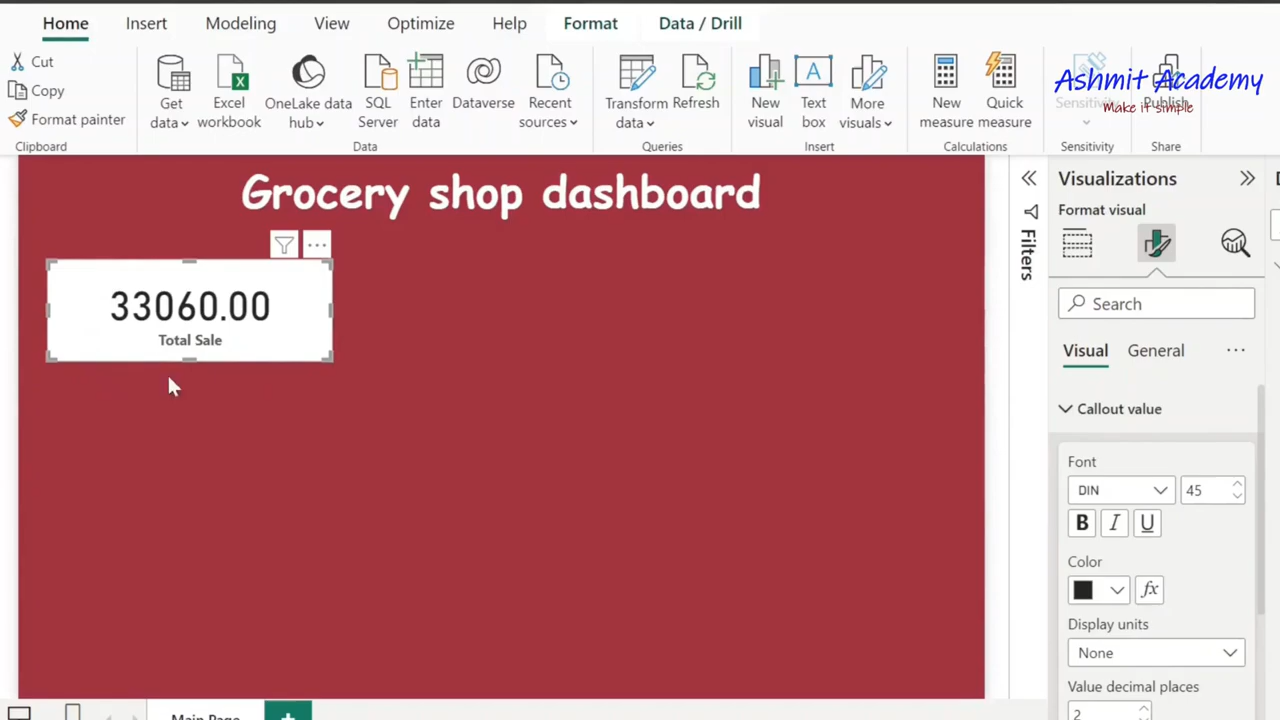 Home Insert Modeling View Optimize Help Format Data / Drill
Cut
Copy
Format painter
Clipboard
Get data
Excel workbook
OneLake data hub
SQL Server
Enter data
Dataverse
Recent sources
Data
Transform data
Refresh
Queries
New visual
Text box
More visuals
Insert
New measure
Quick measure
Calculations
Sensitivity
Sensitivity
Publish
Share
Ashmit Academy
Make it simple
Grocery shop dashboard
33060.00
Total Sale
Filters
Visualizations
Format visual
Search
Visual General
Callout value
Font
DIN 45
B I U
Color
fx
Display units
None
Value decimal places
2
Main Page